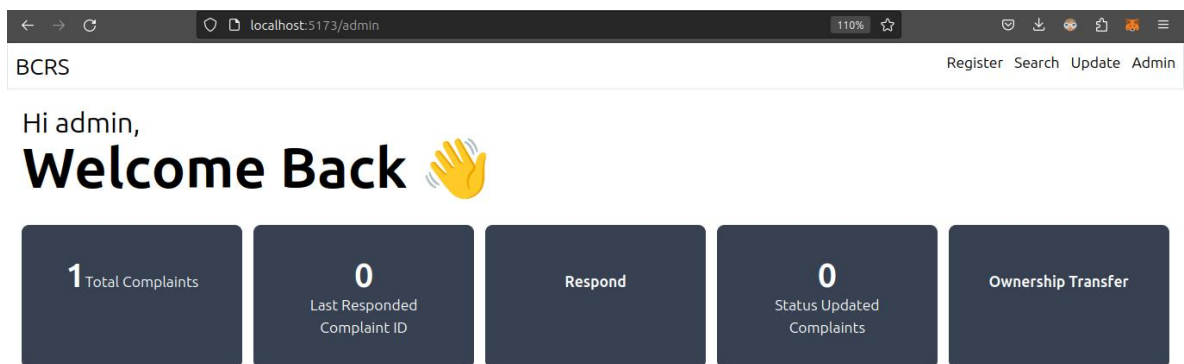 localhost:5173/admin
110%
BCRS
Register Search Update Admin
Hi admin,
Welcome Back 👋
1 Total Complaints
0
Last Responded
Complaint ID
Respond
0
Status Updated
Complaints
Ownership Transfer